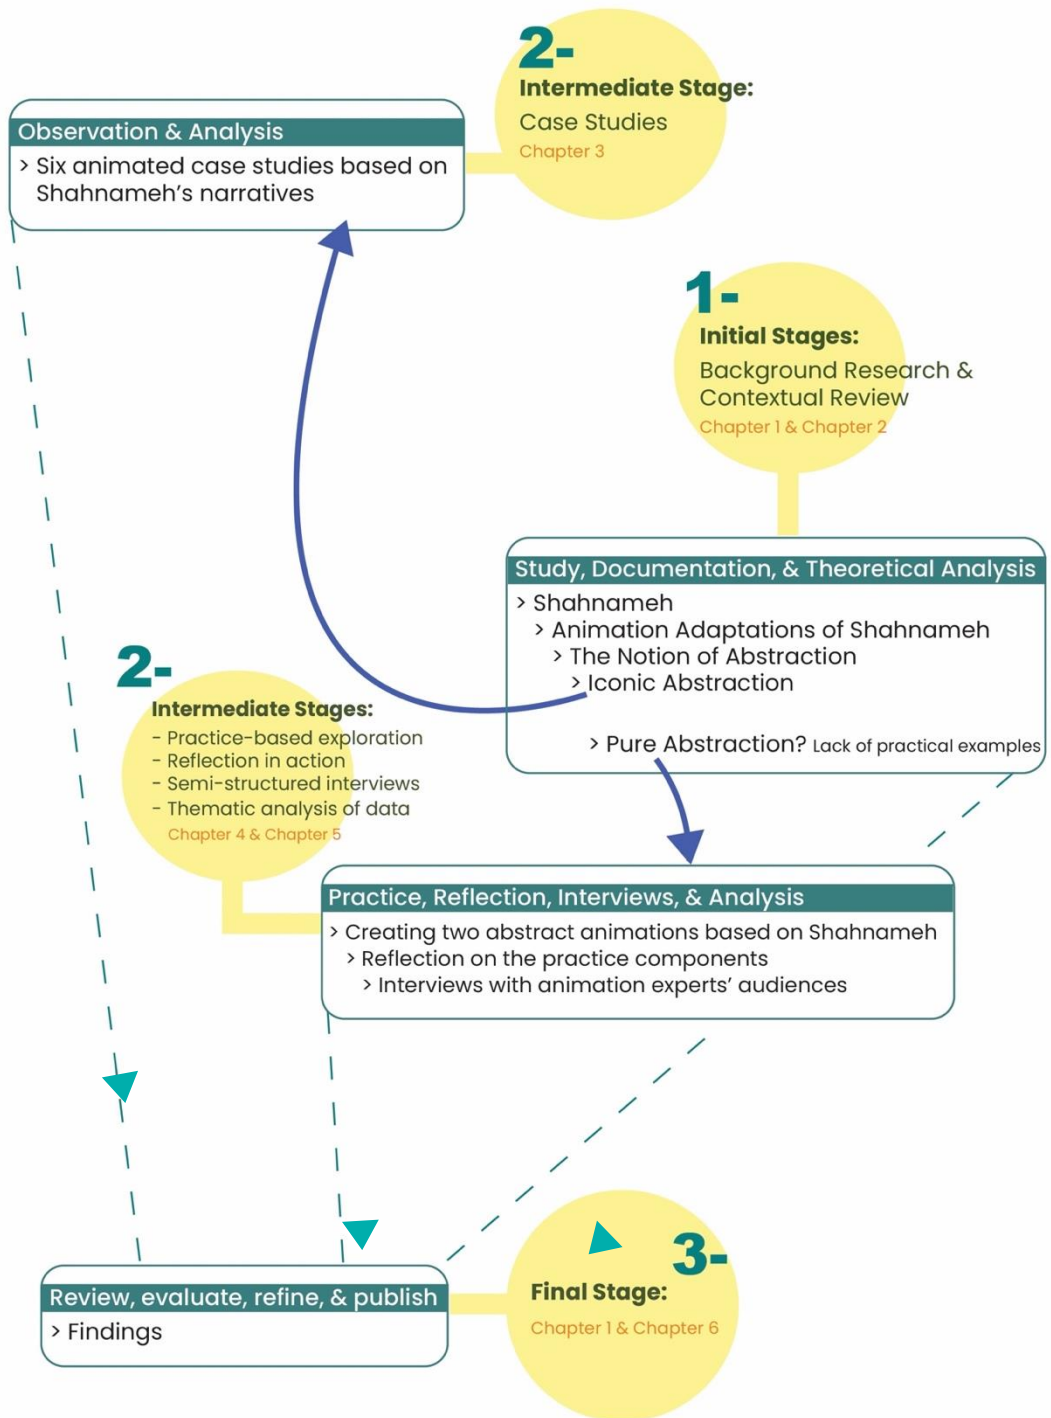 2-
Intermediate Stage:
Case Studies
Chapter 3
Observation & Analysis
> Six animated case studies based on
Shahnameh's narratives
1-
Initial Stages:
Background Research &
Contextual Review
Chapter 1 & Chapter 2
Study, Documentation, & Theoretical Analysis
> Shahnameh
> Animation Adaptations of Shahnameh
> The Notion of Abstraction
> Iconic Abstraction
> Pure Abstraction? Lack of practical examples
2-
Intermediate Stages:
- Practice-based exploration
- Reflection in action
- Semi-structured interviews
- Thematic analysis of data
Chapter 4 & Chapter 5
Practice, Reflection, Interviews, & Analysis
> Creating two abstract animations based on Shahnameh
> Reflection on the practice components
> Interviews with animation experts' audiences
3-
Final Stage:
Chapter 1 & Chapter 6
Review, evaluate, refine, & publish
> Findings